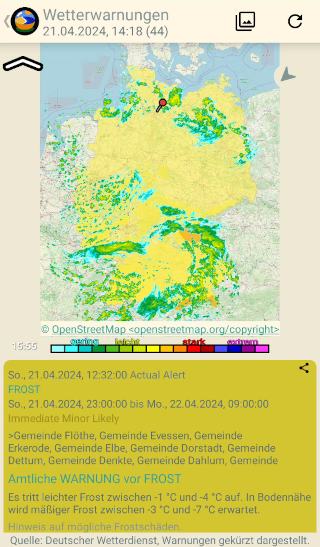 Wetterwarnungen
21.04.2024, 14:18 (44)
© OpenStreetMap <openstreetmap.org/copyright>
15:55
gering leicht stark extrem
So., 21.04.2024, 12:32:00 Actual Alert
FROST
So., 21.04.2024, 23:00:00 bis Mo., 22.04.2024, 09:00:00
Immediate Minor Likely
>Gemeinde Flöthe, Gemeinde Evessen, Gemeinde
Erkerode, Gemeinde Elbe, Gemeinde Dorstadt, Gemeinde
Dettum, Gemeinde Denkte, Gemeinde Dahlum, Gemeinde
Amtliche WARNUNG vor FROST
Es tritt leichter Frost zwischen -1 °C und -4 °C auf. In Bodennähe
wird mäßiger Frost zwischen -3 °C und -7 °C erwartet.
Hinweis auf mögliche Frostschäden.
Quelle: Deutscher Wetterdienst, Warnungen gekürzt dargestellt.